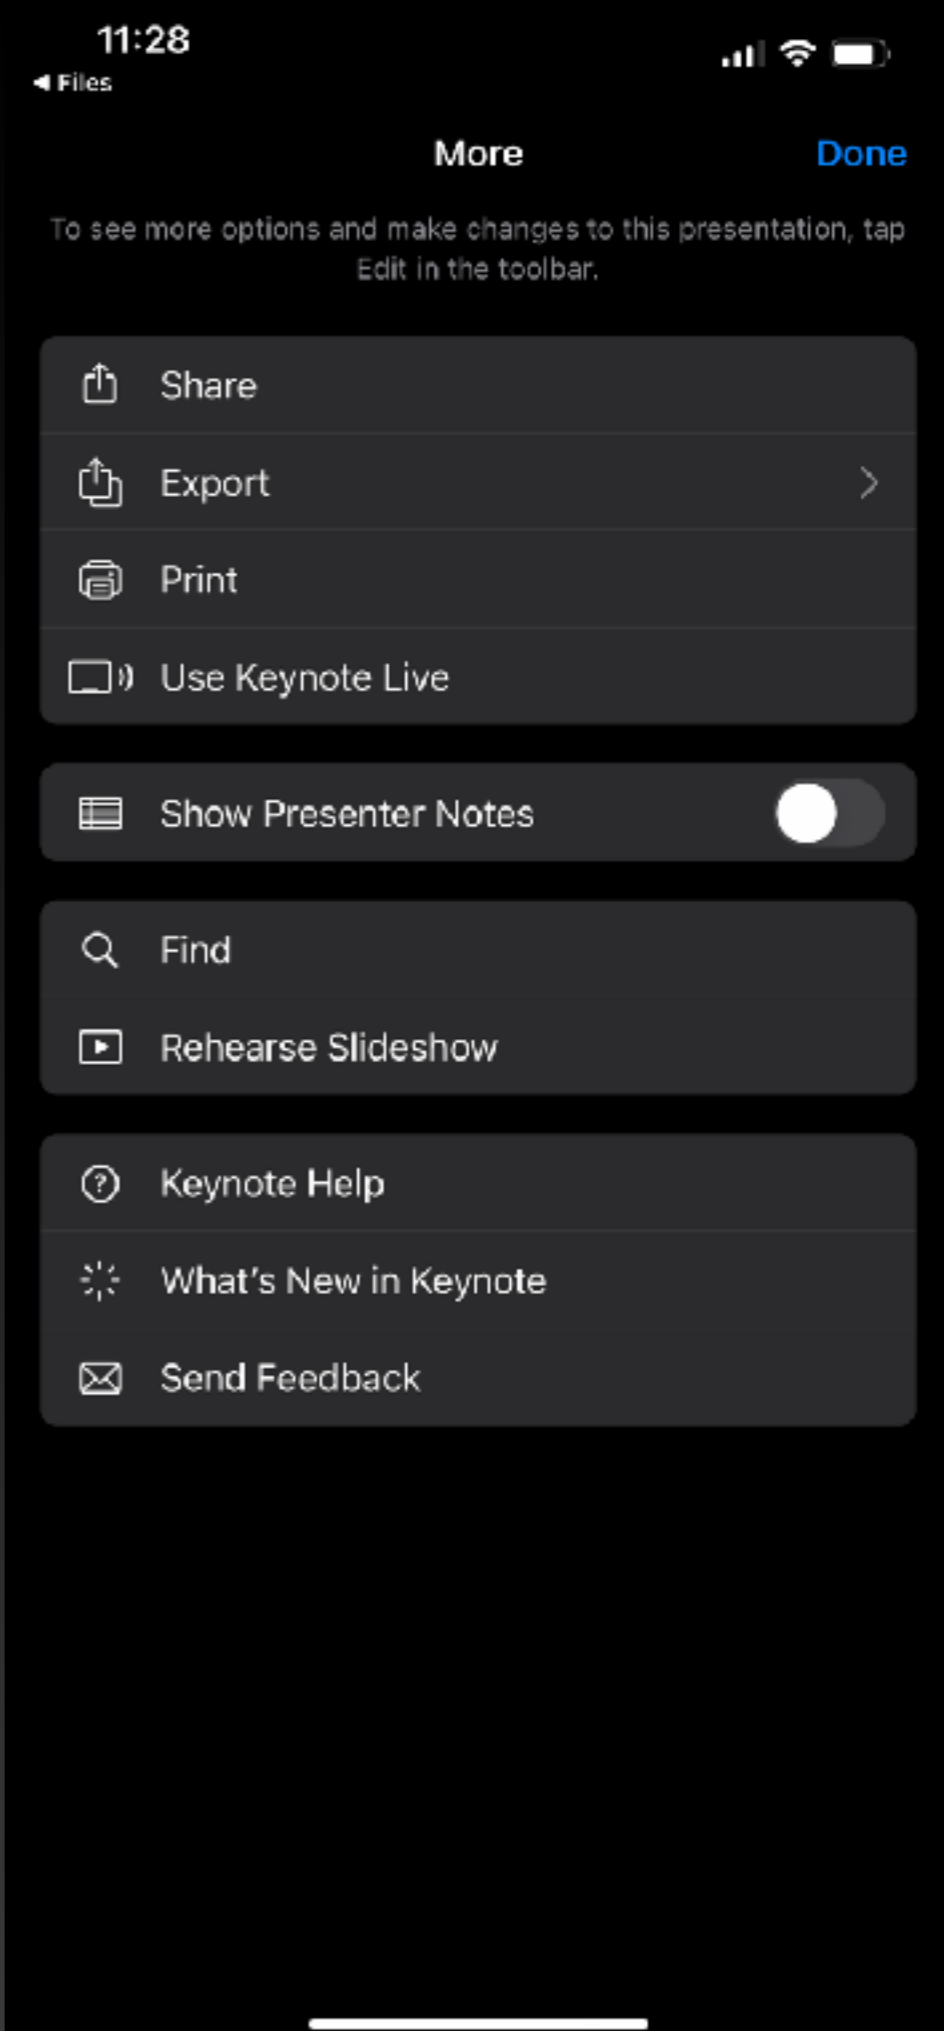 11:28
◀ Files
More
Done
To see more options and make changes to this presentation, tap
Edit in the toolbar.
Share
Export
Print
Use Keynote Live
Show Presenter Notes
Find
Rehearse Slideshow
Keynote Help
What's New in Keynote
Send Feedback